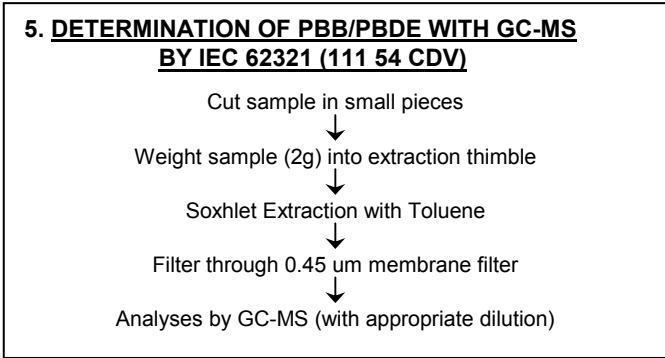 5. DETERMINATION OF PBB/PBDE WITH GC-MS
BY IEC 62321 (111 54 CDV)
Cut sample in small pieces
Weight sample (2g) into extraction thimble
Soxhlet Extraction with Toluene
Filter through 0.45 um membrane filter
Analyses by GC-MS (with appropriate dilution)